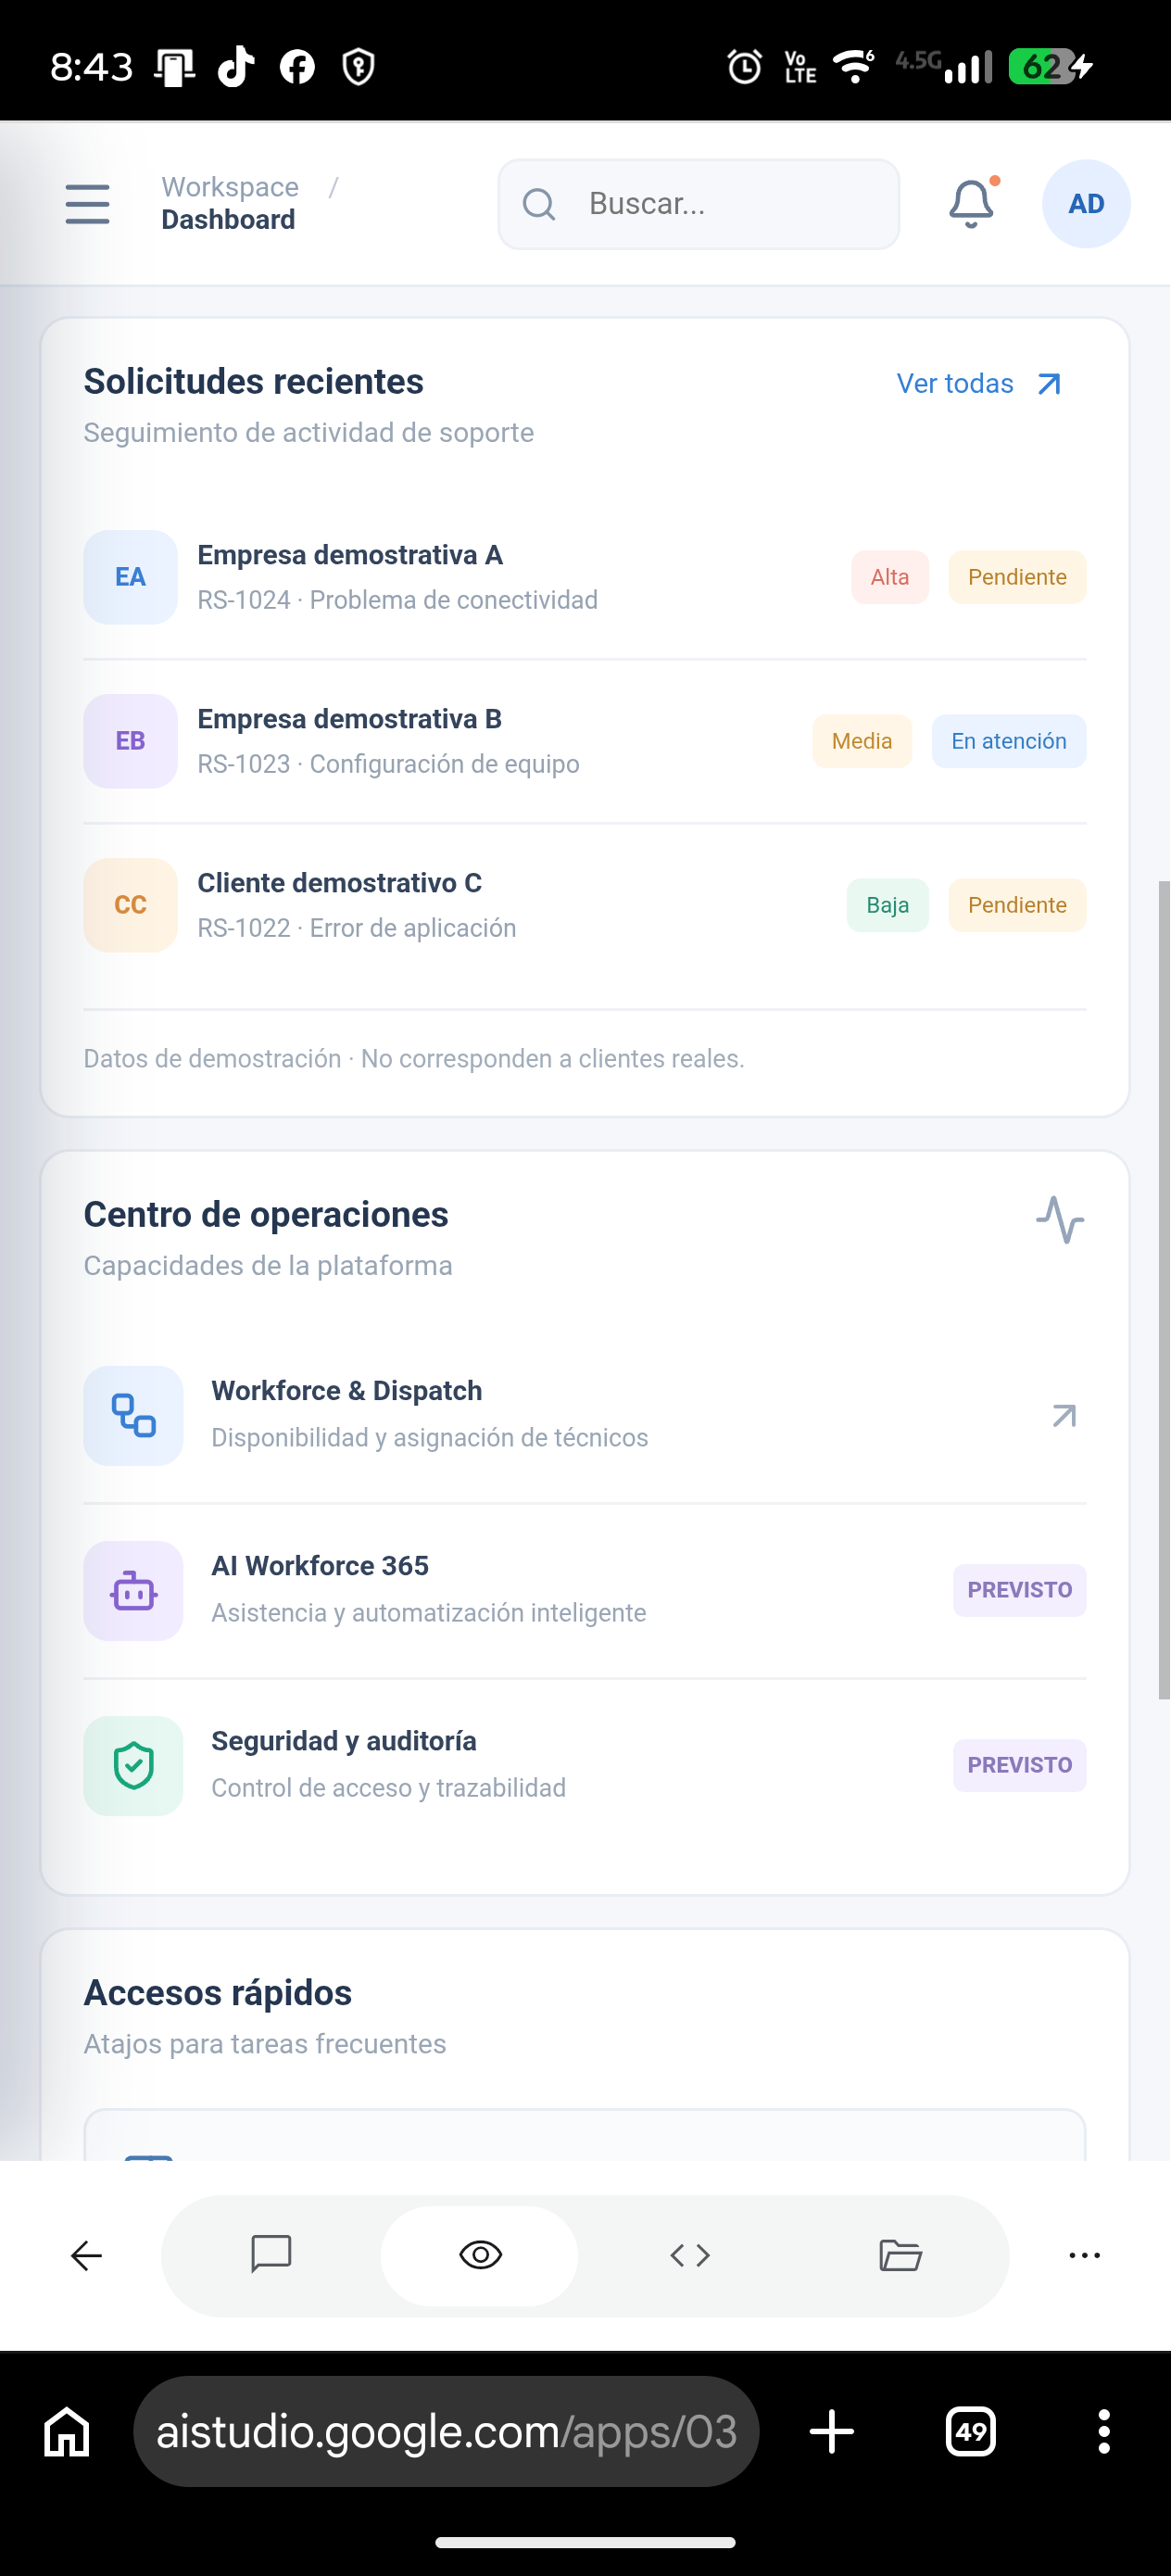 8:43
Vo LTE
6
4.5G
62
Workspace /
Dashboard
Buscar...
AD
Solicitudes recientes
Ver todas
Seguimiento de actividad de soporte
EA
Empresa demostrativa A
RS-1024 · Problema de conectividad
Alta
Pendiente
EB
Empresa demostrativa B
RS-1023 · Configuración de equipo
Media
En atención
CC
Cliente demostrativo C
RS-1022 · Error de aplicación
Baja
Pendiente
Datos de demostración · No corresponden a clientes reales.
Centro de operaciones
Capacidades de la plataforma
Workforce & Dispatch
Disponibilidad y asignación de técnicos
AI Workforce 365
Asistencia y automatización inteligente
PREVISTO
Seguridad y auditoría
Control de acceso y trazabilidad
PREVISTO
Accesos rápidos
Atajos para tareas frecuentes
aistudio.google.com/apps/03
49